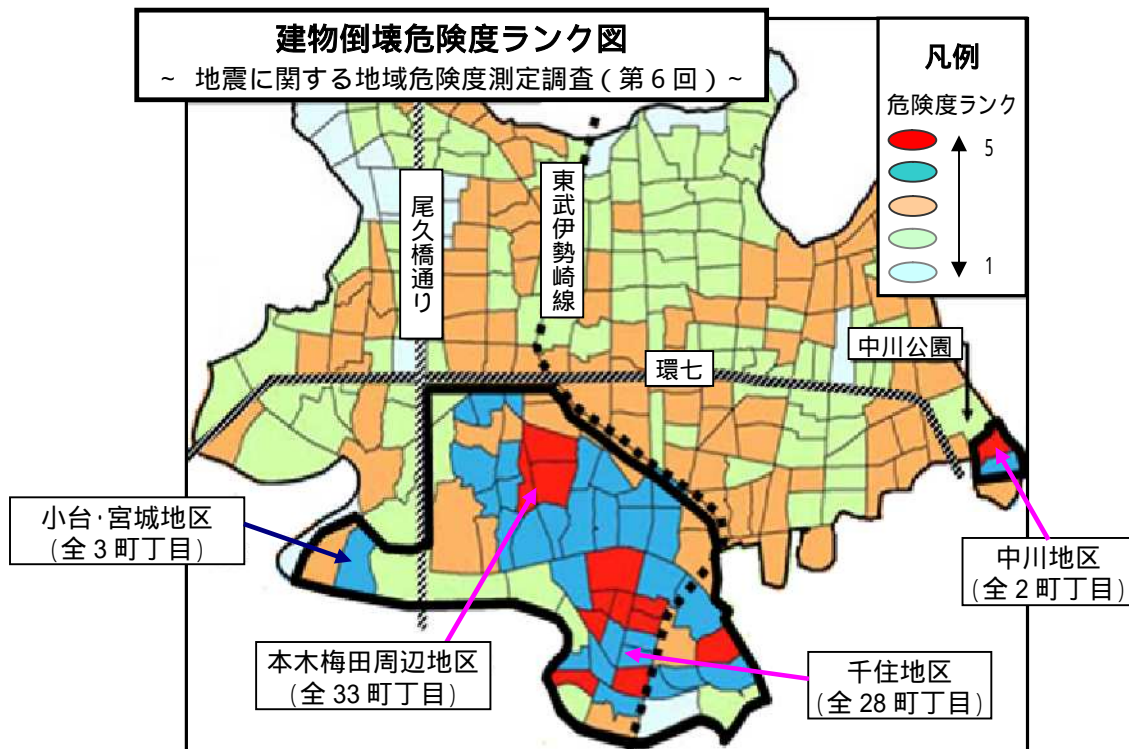 建物倒壊危険度ランク図
~ 地震に関する地域危険度測定調査(第6回) ~
凡例
危険度ランク
5
1
尾久橋通り
東武伊勢崎線
中川公園
環七
小台・宮城地区
(全3町丁目)
中川地区
(全2町丁目)
本木梅田周辺地区
(全33町丁目)
千住地区
(全28町丁目)